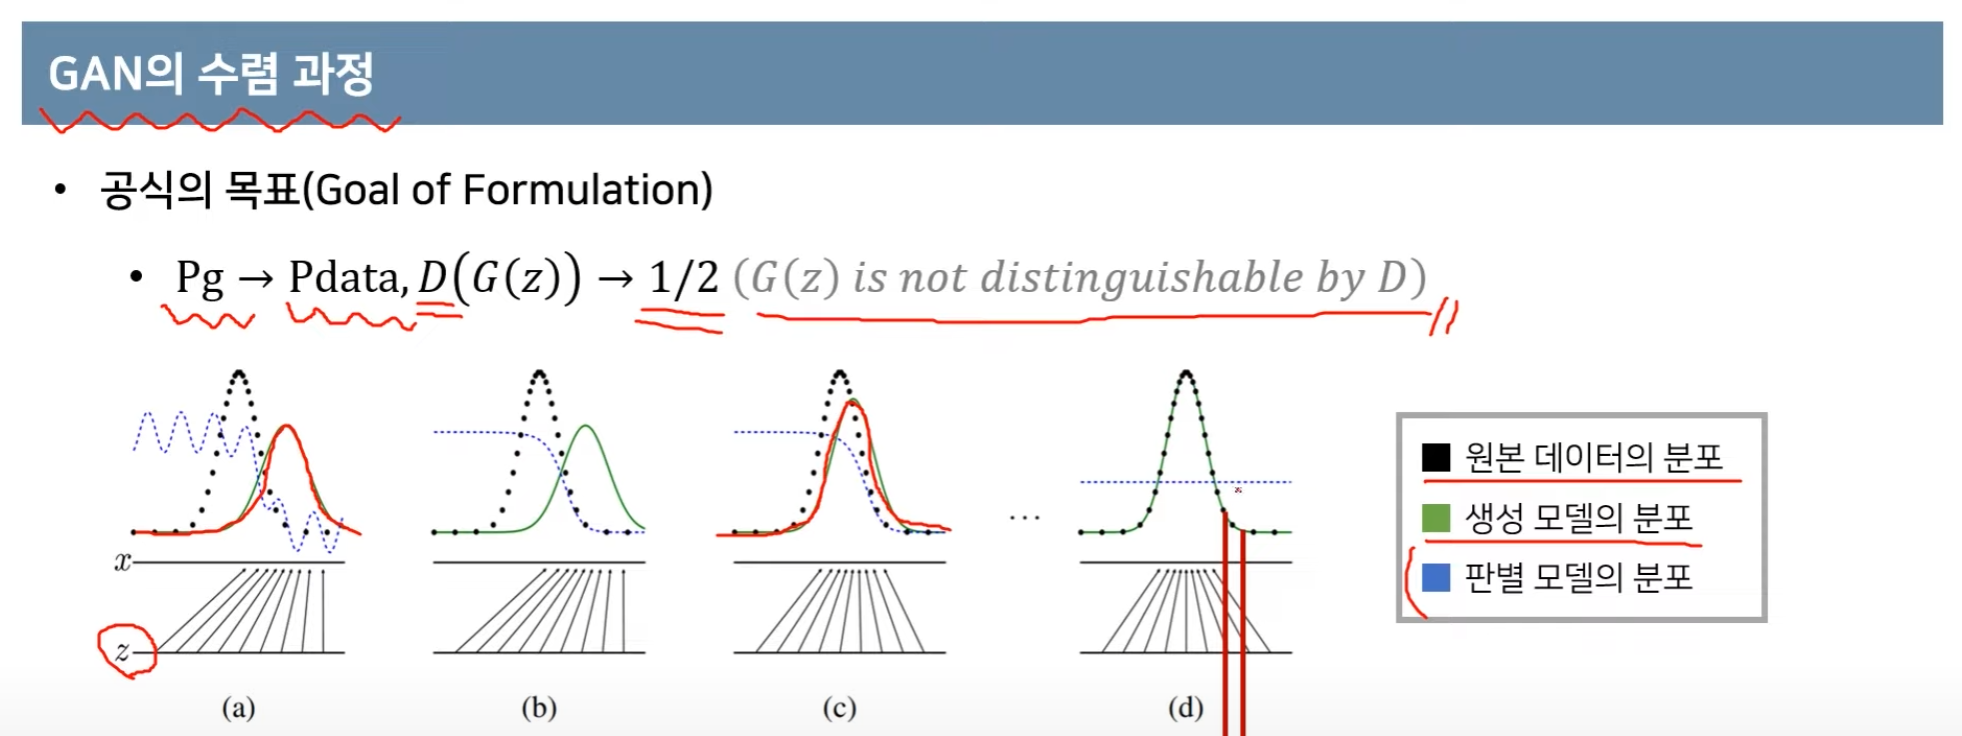 GAN의 수렴 과정
• 공식의 목표(Goal of Formulation)
• Pg → Pdata, D(G(z)) → 1/2 (G(z) is not distinguishable by D)
x
z
...
(a)
(b)
(c)
(d)
원본 데이터의 분포
생성 모델의 분포
판별 모델의 분포